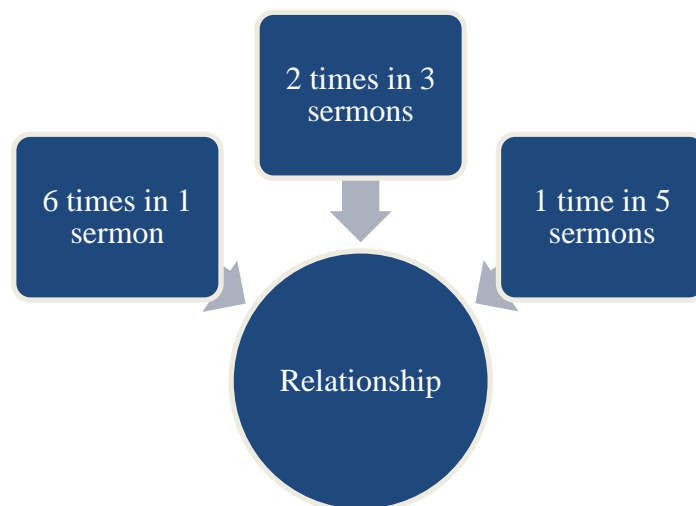 6 times in 1
sermon
2 times in 3
sermons
1 time in 5
sermons
Relationship